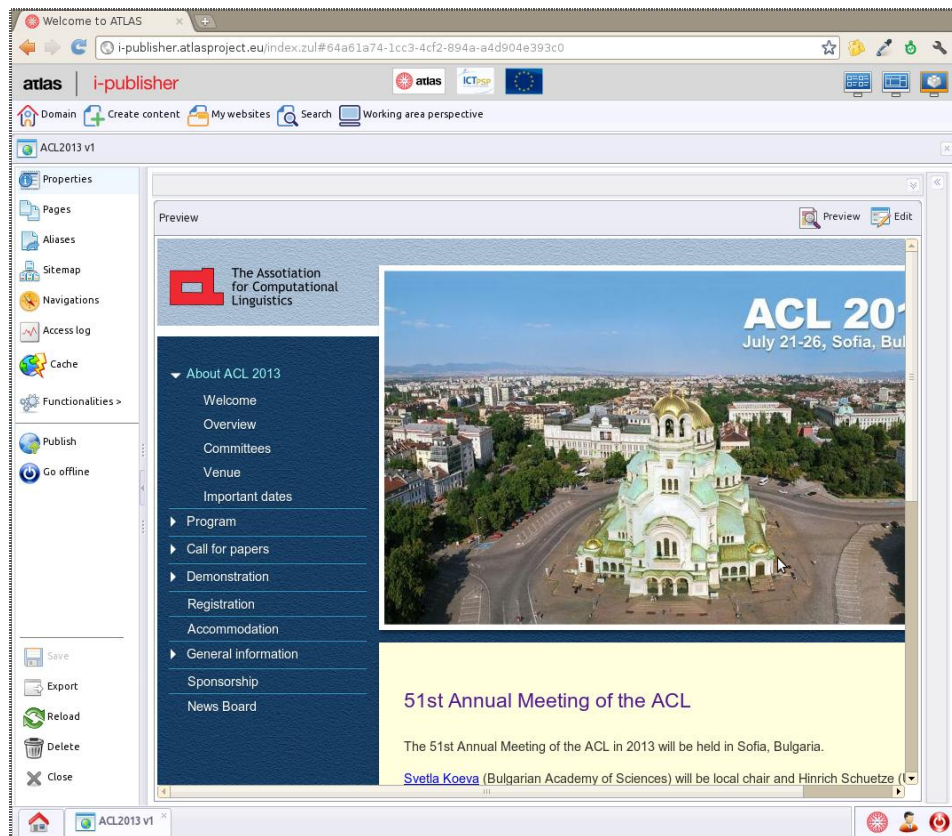 Welcome to ATLAS
i-publisher.atlasproject.eu/index.zul#64a61a74-1cc3-4cf2-894a-a4d904e393c0
atlas i-publisher atlas ICTPSP
Domain Create content My websites Search Working area perspective
ACL2013 v1
Properties
Pages
Aliases
Sitemap
Navigations
Access log
Cache
Functionalities >
Publish
Go offline
Save
Export
Reload
Delete
Close
Preview Preview Edit
The Assotiation
for Computational
Linguistics
ACL 201
July 21-26, Sofia, Bul
About ACL 2013
Welcome
Overview
Committees
Venue
Important dates
Program
Call for papers
Demonstration
Registration
Accommodation
General information
Sponsorship
News Board
51st Annual Meeting of the ACL
The 51st Annual Meeting of the ACL in 2013 will be held in Sofia, Bulgaria.
Svetla Koeva (Bulgarian Academy of Sciences) will be local chair and Hinrich Schuetze (
ACL2013 v1